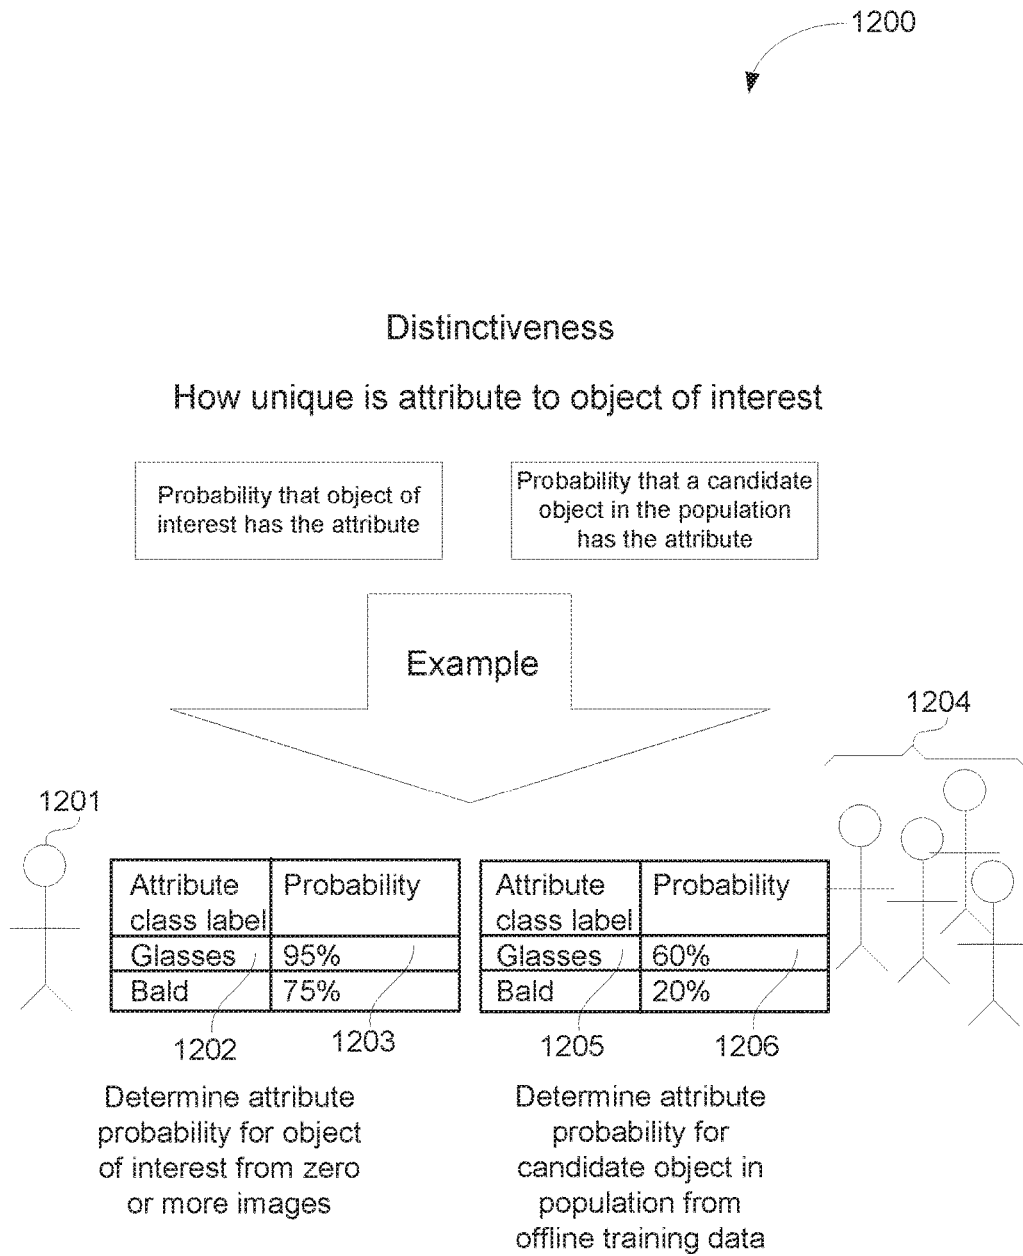 1200
Distinctiveness
How unique is attribute to object of interest
Probability that object of
interest has the attribute
Probability that a candidate
object in the population
has the attribute
Example
1204
1201
Attribute
class label
Probability
Glasses
95%
Bald
75%
Attribute
class label
Probability
Glasses
60%
Bald
20%
1202
1203
1205
1206
Determine attribute
probability for object
of interest from zero
or more images
Determine attribute
probability for
candidate object in
population from
offline training data